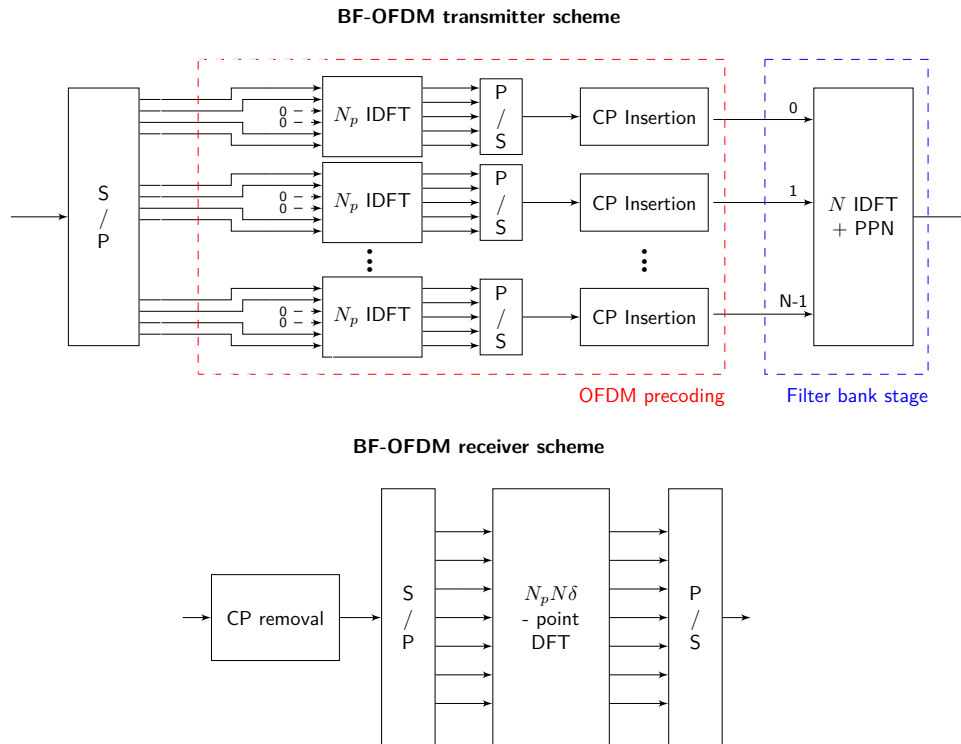 BF-OFDM transmitter scheme
S
/
P
0
0
N_p IDFT
P
/
S
CP Insertion
0
0
0
N_p IDFT
P
/
S
CP Insertion
1
0
0
N_p IDFT
P
/
S
CP Insertion
N-1
N IDFT
+ PPN
OFDM precoding
Filter bank stage
BF-OFDM receiver scheme
CP removal
S
/
P
N_pNδ
- point
DFT
P
/
S